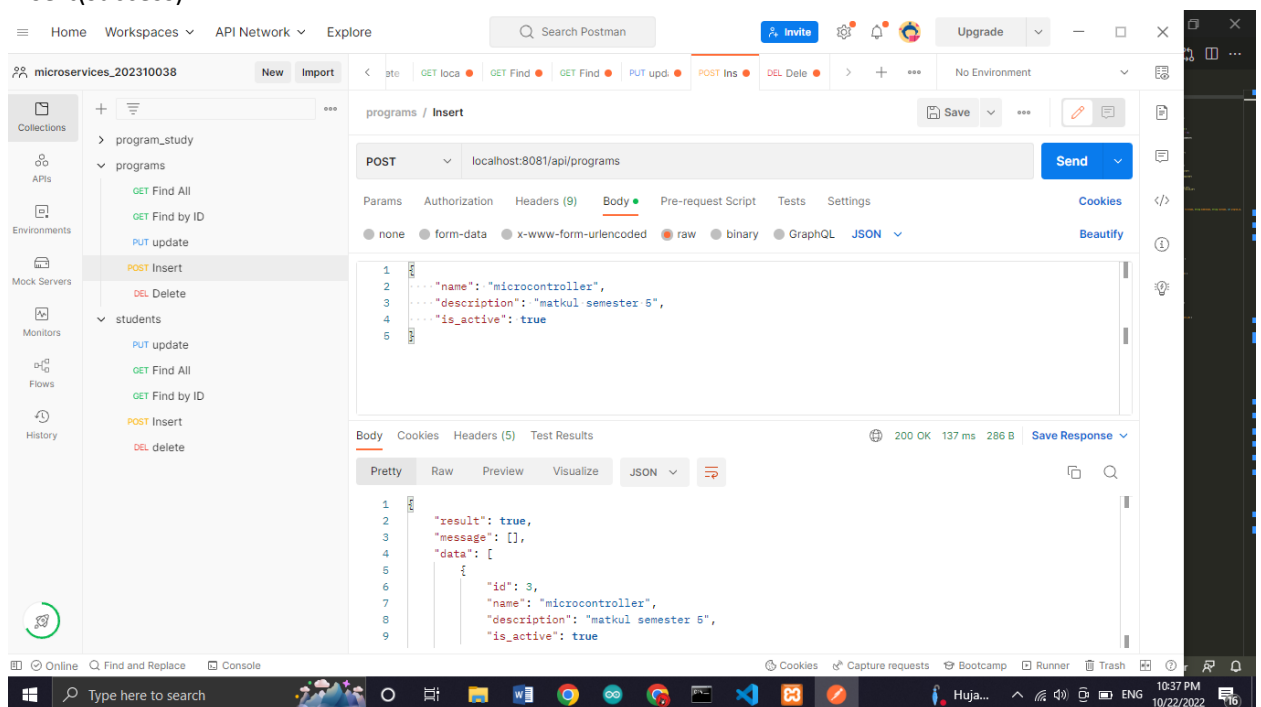 Home Workspaces API Network Explore Search Postman Invite Upgrade
microservices_202310038 New Import ete GET loca GET Find GET Find PUT upd POST Ins DEL Dele No Environment
Collections
APIs
Environments
Mock Servers
Monitors
Flows
History
program_study
programs
GET Find All
GET Find by ID
PUT update
POST Insert
DEL Delete
students
PUT update
GET Find All
GET Find by ID
POST Insert
DEL delete
programs / Insert Save
POST localhost:8081/api/programs Send
Params Authorization Headers (9) Body Pre-request Script Tests Settings Cookies
none form-data x-www-form-urlencoded raw binary GraphQL JSON Beautify
1 {
2 "name": "microcontroller",
3 "description": "matkul semester 5",
4 "is_active": true
5 }
Body Cookies Headers (5) Test Results 200 OK 137 ms 286 B Save Response
Pretty Raw Preview Visualize JSON
1 {
2 "result": true,
3 "message": [],
4 "data": [
5 {
6 "id": 3,
7 "name": "microcontroller",
8 "description": "matkul semester 5",
9 "is_active": true
Online Find and Replace Console Cookies Capture requests Bootcamp Runner Trash
Type here to search Huja... ENG 10:37 PM
10/22/2022 16